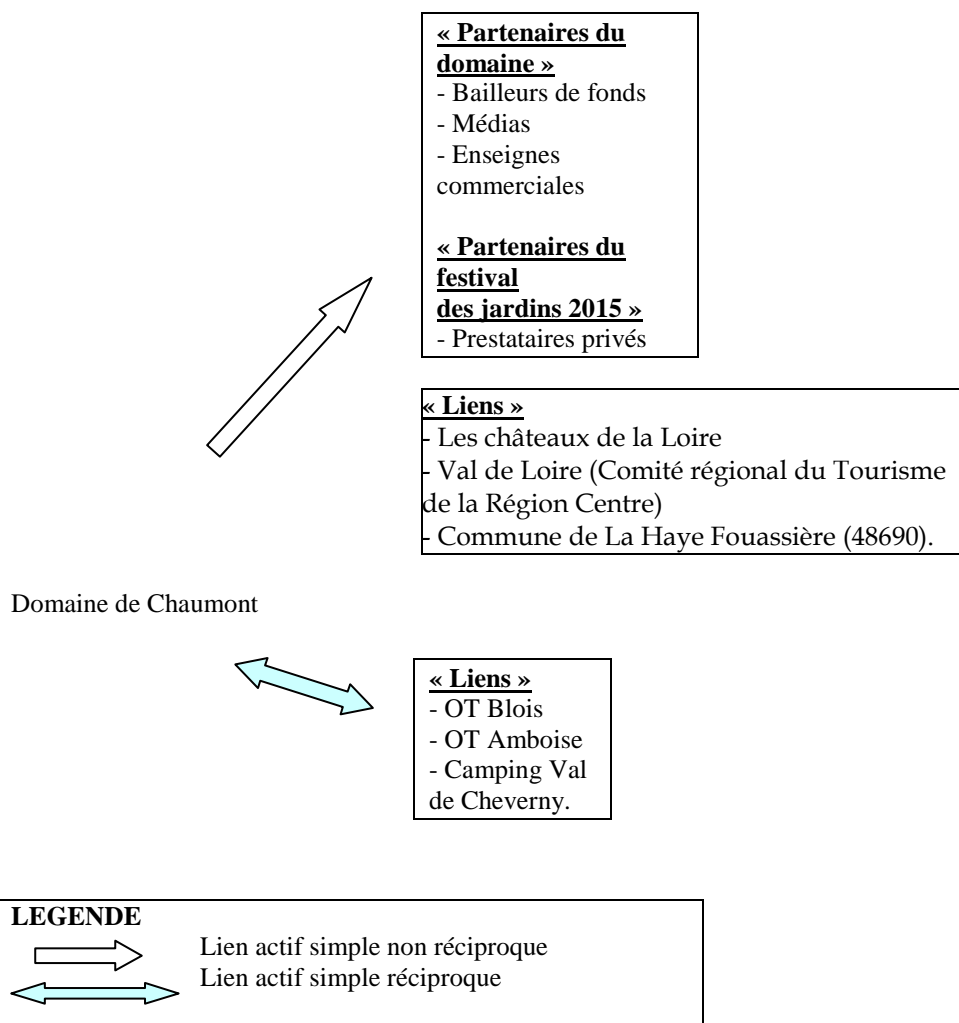 « Partenaires du
domaine »
- Bailleurs de fonds
- Médias
- Enseignes
commerciales
« Partenaires du
festival
des jardins 2015 »
- Prestataires privés
« Liens »
- Les châteaux de la Loire
- Val de Loire (Comité régional du Tourisme
de la Région Centre)
- Commune de La Haye Fouassière (48690).
Domaine de Chaumont
« Liens »
- OT Blois
- OT Amboise
- Camping Val
de Cheverny.
LEGENDE
Lien actif simple non réciproque
Lien actif simple réciproque